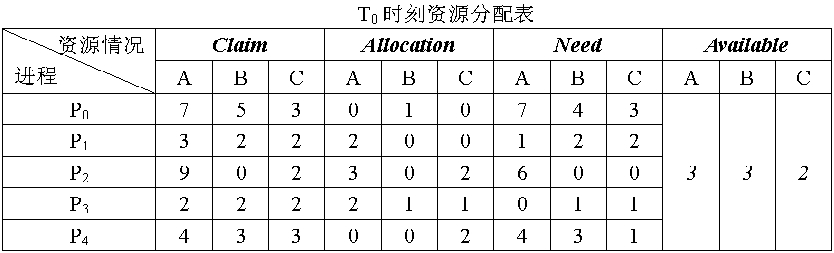 T0时刻资源分配表
资源情况 Claim Allocation Need Available
进程 A B C A B C A B C A B C
P0 7 5 3 0 1 0 7 4 3
P1 3 2 2 2 0 0 1 2 2
P2 9 0 2 3 0 2 6 0 0 3 3 2
P3 2 2 2 2 1 1 0 1 1
P4 4 3 3 0 0 2 4 3 1